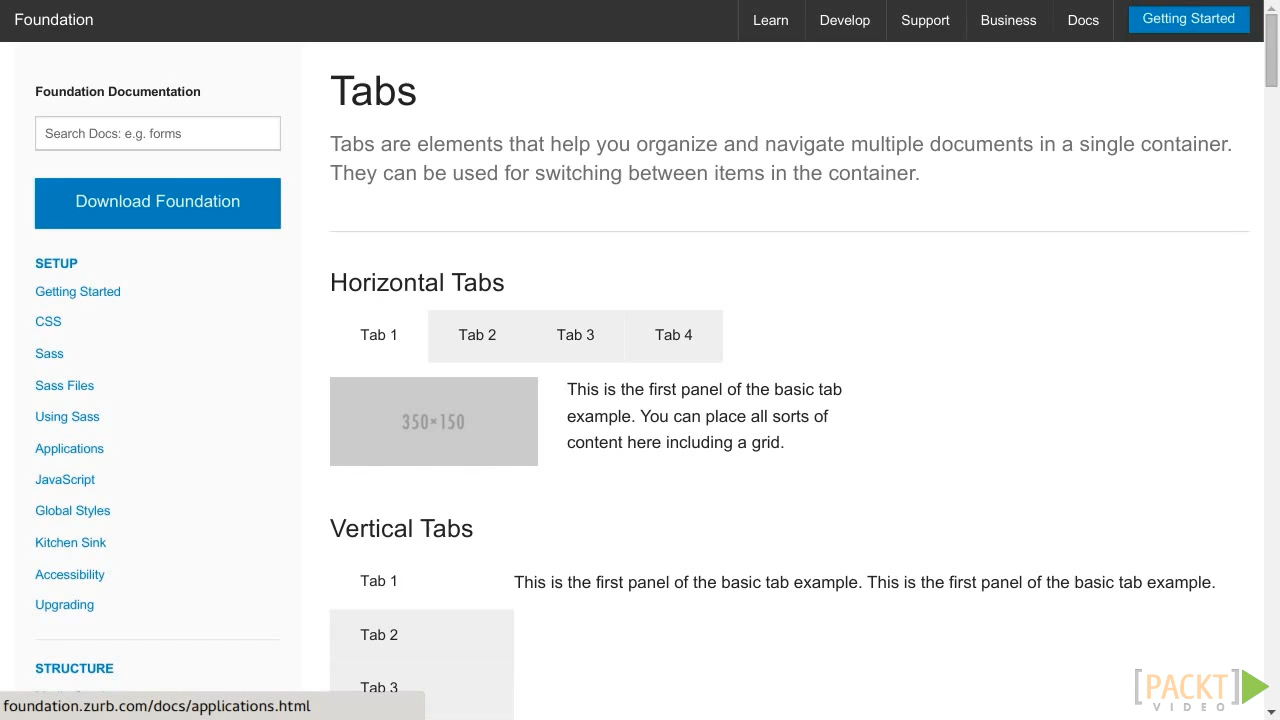 Foundation
Learn
Develop
Support
Business
Docs
Getting Started
Foundation Documentation
Search Docs: e.g. forms
Download Foundation
SETUP
Getting Started
CSS
Sass
Sass Files
Using Sass
Applications
JavaScript
Global Styles
Kitchen Sink
Accessibility
Upgrading
STRUCTURE
Tabs
Tabs are elements that help you organize and navigate multiple documents in a single container.
They can be used for switching between items in the container.
Horizontal Tabs
Tab 1
Tab 2
Tab 3
Tab 4
350×150
This is the first panel of the basic tab
example. You can place all sorts of
content here including a grid.
Vertical Tabs
Tab 1
This is the first panel of the basic tab example. This is the first panel of the basic tab example.
Tab 2
Tab 3
foundation.zurb.com/docs/applications.html
[PACKT]
VIDEO